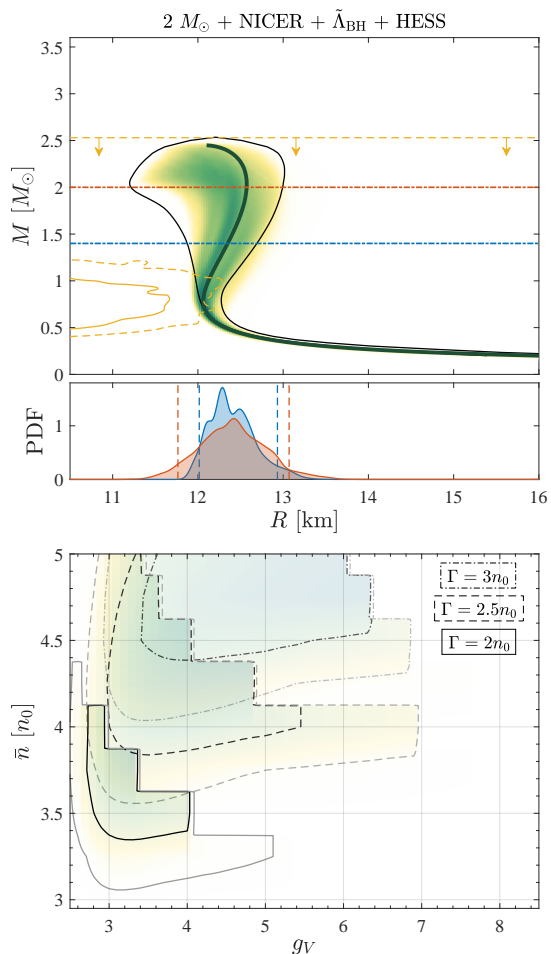 2 M⊙ + NICER + Λ̃BH + HESS
M [M⊙]
3.5
3
2.5
2
1.5
1
0.5
0
PDF
1
0
11 12 13 14 15 16
R [km]
n̄ [n₀]
5
4.5
4
3.5
3
Γ = 3n₀
Γ = 2.5n₀
Γ = 2n₀
3 4 5 6 7 8
g_V